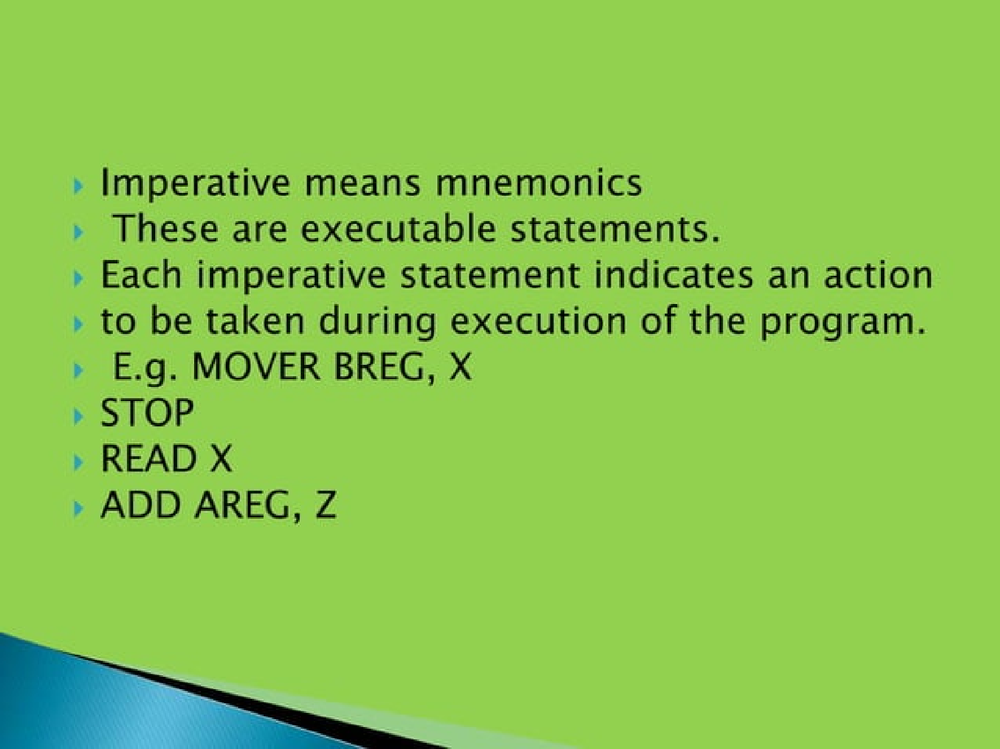 Imperative means mnemonics
These are executable statements.
Each imperative statement indicates an action
to be taken during execution of the program.
E.g. MOVER BREG, X
STOP
READ X
ADD AREG, Z